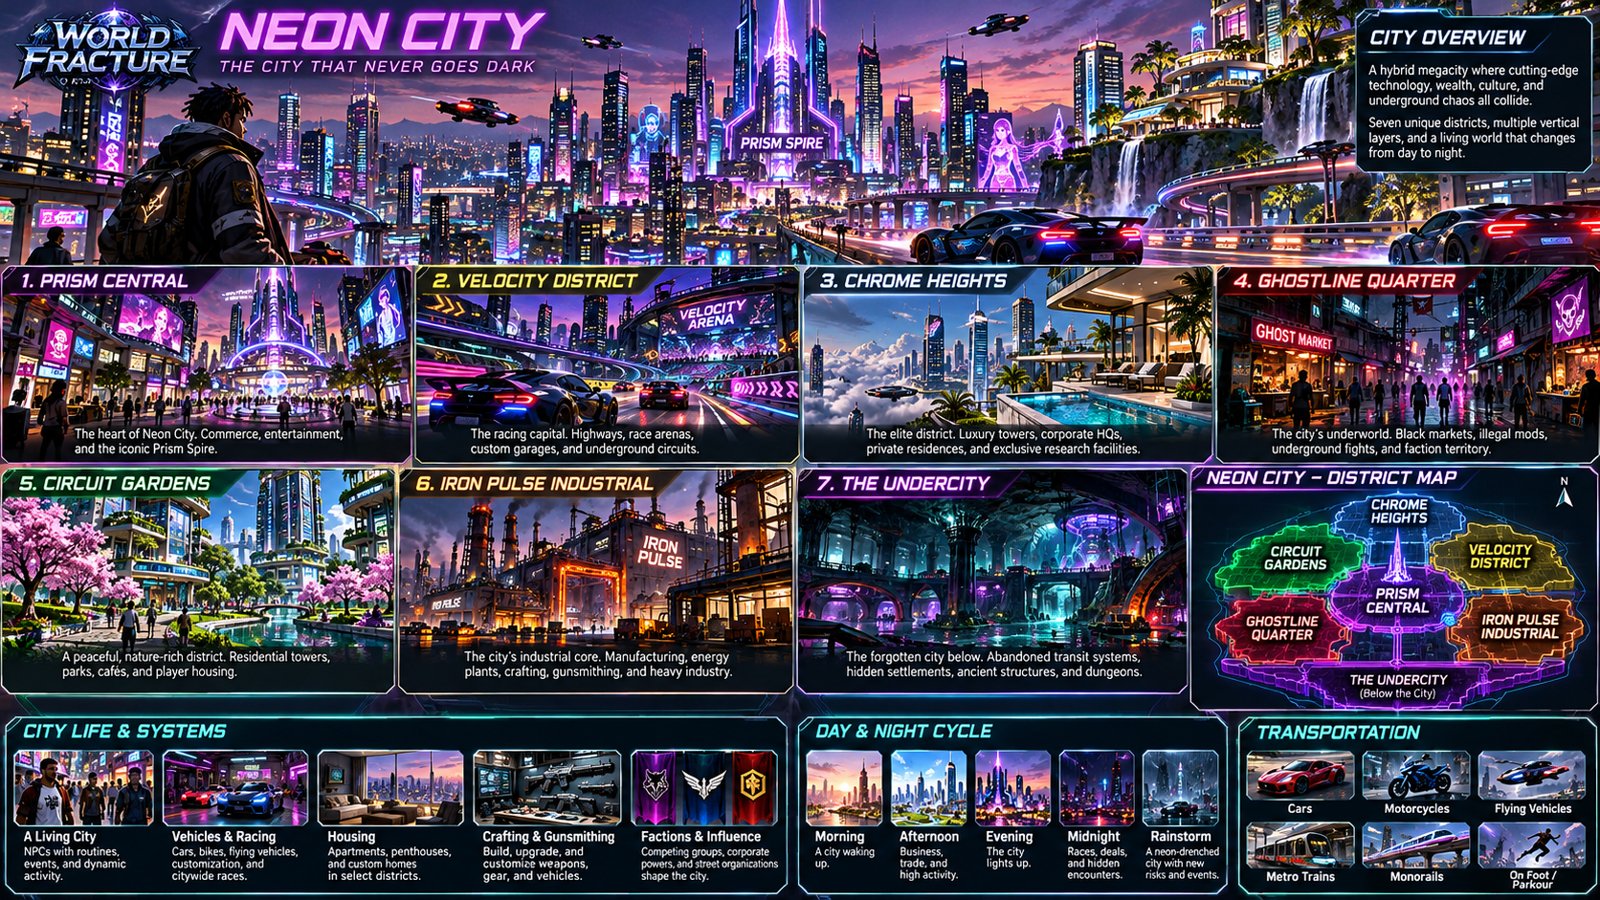 WORLD
FRACTURE
NEON CITY
THE CITY THAT NEVER GOES DARK
PRISM SPIRE
CITY OVERVIEW
A hybrid megacity where cutting-edge
technology, wealth, culture, and
underground chaos all collide.
Seven unique districts, multiple vertical
layers, and a living world that changes
from day to night.
1. PRISM CENTRAL
The heart of Neon City. Commerce, entertainment,
and the iconic Prism Spire.
2. VELOCITY DISTRICT
VELOCITY
ARENA
The racing capital. Highways, race arenas,
custom garages, and underground circuits.
3. CHROME HEIGHTS
The elite district. Luxury towers, corporate HQs,
private residences, and exclusive research facilities.
4. GHOSTLINE QUARTER
GHOST MARKET
The city's underworld. Black markets, illegal mods,
underground fights, and faction territory.
5. CIRCUIT GARDENS
A peaceful, nature-rich district. Residential towers,
parks, cafés, and player housing.
6. IRON PULSE INDUSTRIAL
IRON
PULSE
The city's industrial core. Manufacturing, energy
plants, crafting, gunsmithing, and heavy industry.
7. THE UNDERCITY
The forgotten city below. Abandoned transit systems,
hidden settlements, ancient structures, and dungeons.
NEON CITY – DISTRICT MAP
N
CHROME
HEIGHTS
CIRCUIT
GARDENS
VELOCITY
DISTRICT
PRISM
CENTRAL
GHOSTLINE
QUARTER
IRON PULSE
INDUSTRIAL
THE UNDERCITY
(Below the City)
CITY LIFE & SYSTEMS
A Living City
NPCs with routines,
events, and dynamic
activity.
Vehicles & Racing
Cars, bikes, flying vehicles,
customization, and
citywide races.
Housing
Apartments, penthouses,
and custom homes
in select districts.
Crafting & Gunsmithing
Build, upgrade, and
customize weapons,
gear, and vehicles.
Factions & Influence
Competing groups, corporate
powers, and street organizations
shape the city.
DAY & NIGHT CYCLE
Morning
A city waking
up.
Afternoon
Business,
trade, and
high activity.
Evening
The city
lights up.
Midnight
Races, deals,
and hidden
encounters.
Rainstorm
A neon-drenched
city with new
risks and events.
TRANSPORTATION
Cars
Motorcycles
Flying Vehicles
Metro Trains
Monorails
On Foot /
Parkour